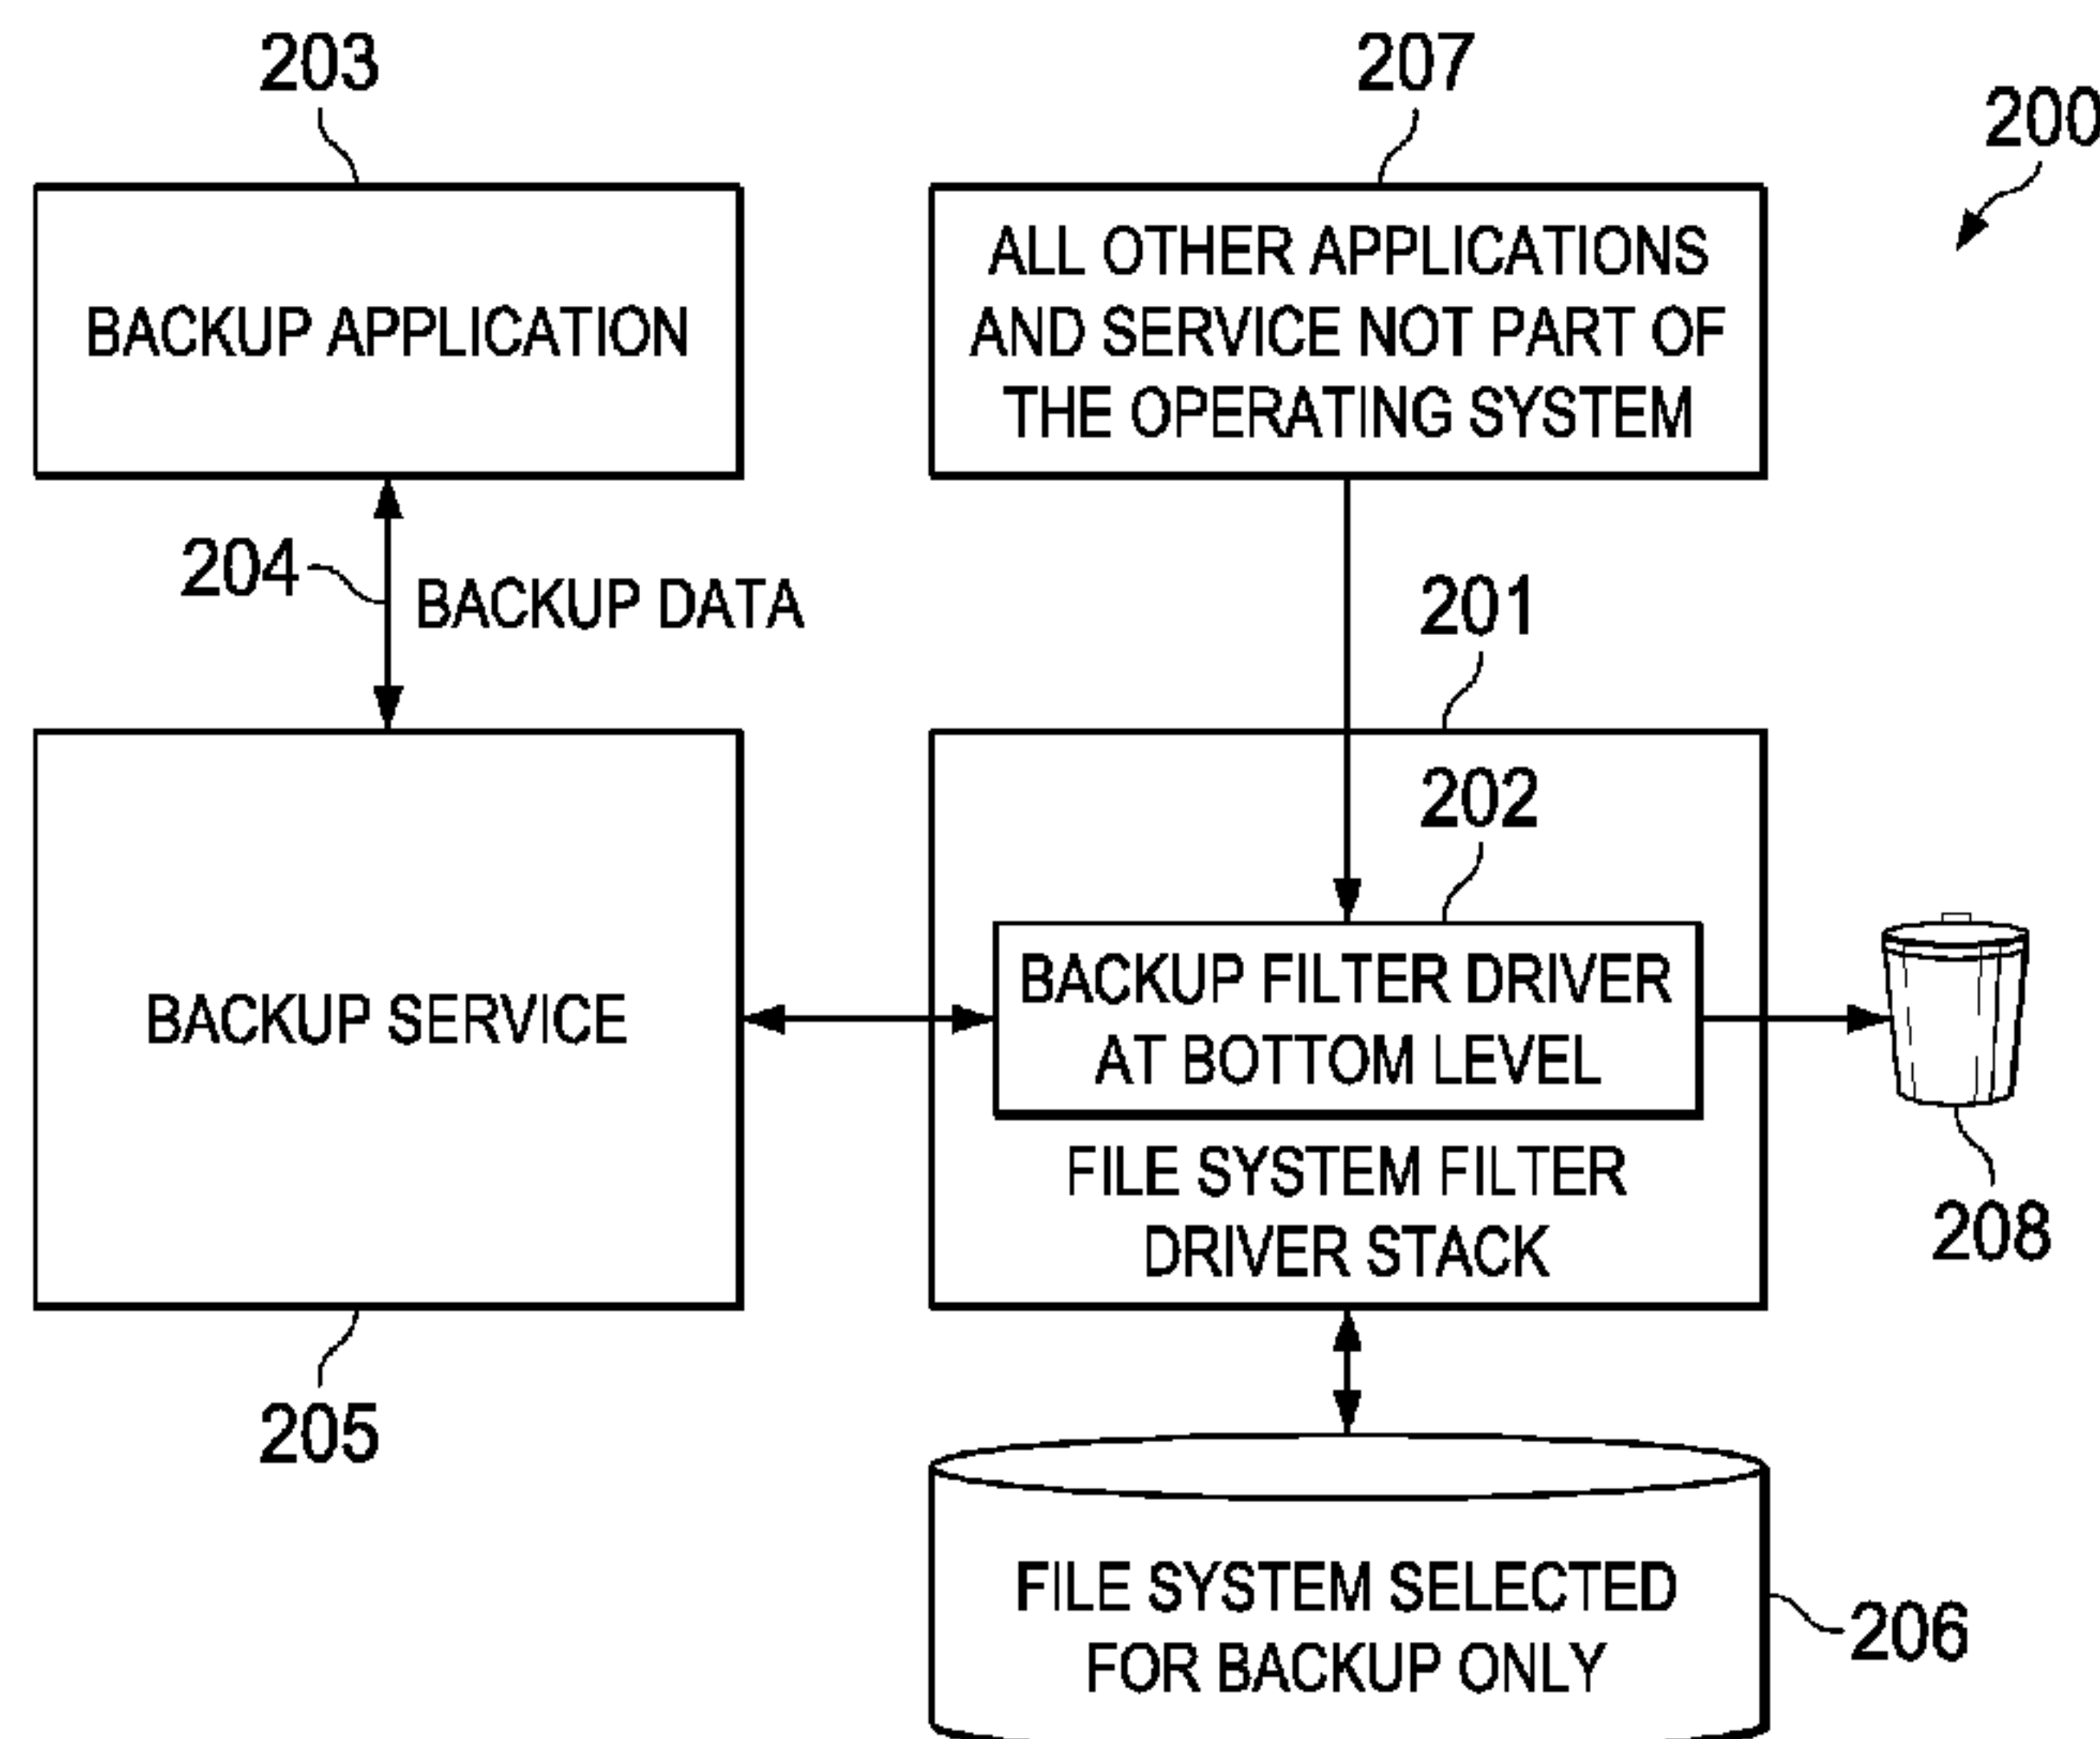 203
207
200
BACKUP APPLICATION
ALL OTHER APPLICATIONS
AND SERVICE NOT PART OF
THE OPERATING SYSTEM
204
BACKUP DATA
201
202
BACKUP SERVICE
BACKUP FILTER DRIVER
AT BOTTOM LEVEL
FILE SYSTEM FILTER
DRIVER STACK
208
205
FILE SYSTEM SELECTED
FOR BACKUP ONLY
206